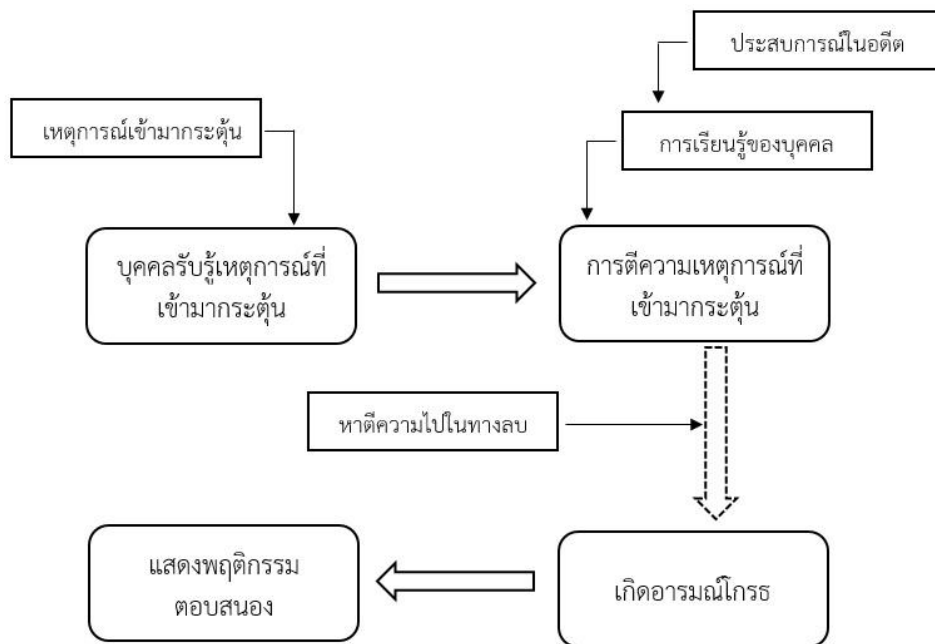 ประสบการณ์ในอดีต
เหตุการณ์เข้ามากระตุ้น
การเรียนรู้ของบุคคล
บุคคลรับรู้เหตุการณ์ที่
เข้ามากระตุ้น
การตีความเหตุการณ์ที่
เข้ามากระตุ้น
หาตีความไปในทางลบ
แสดงพฤติกรรม
ตอบสนอง
เกิดอารมณ์โกรธ